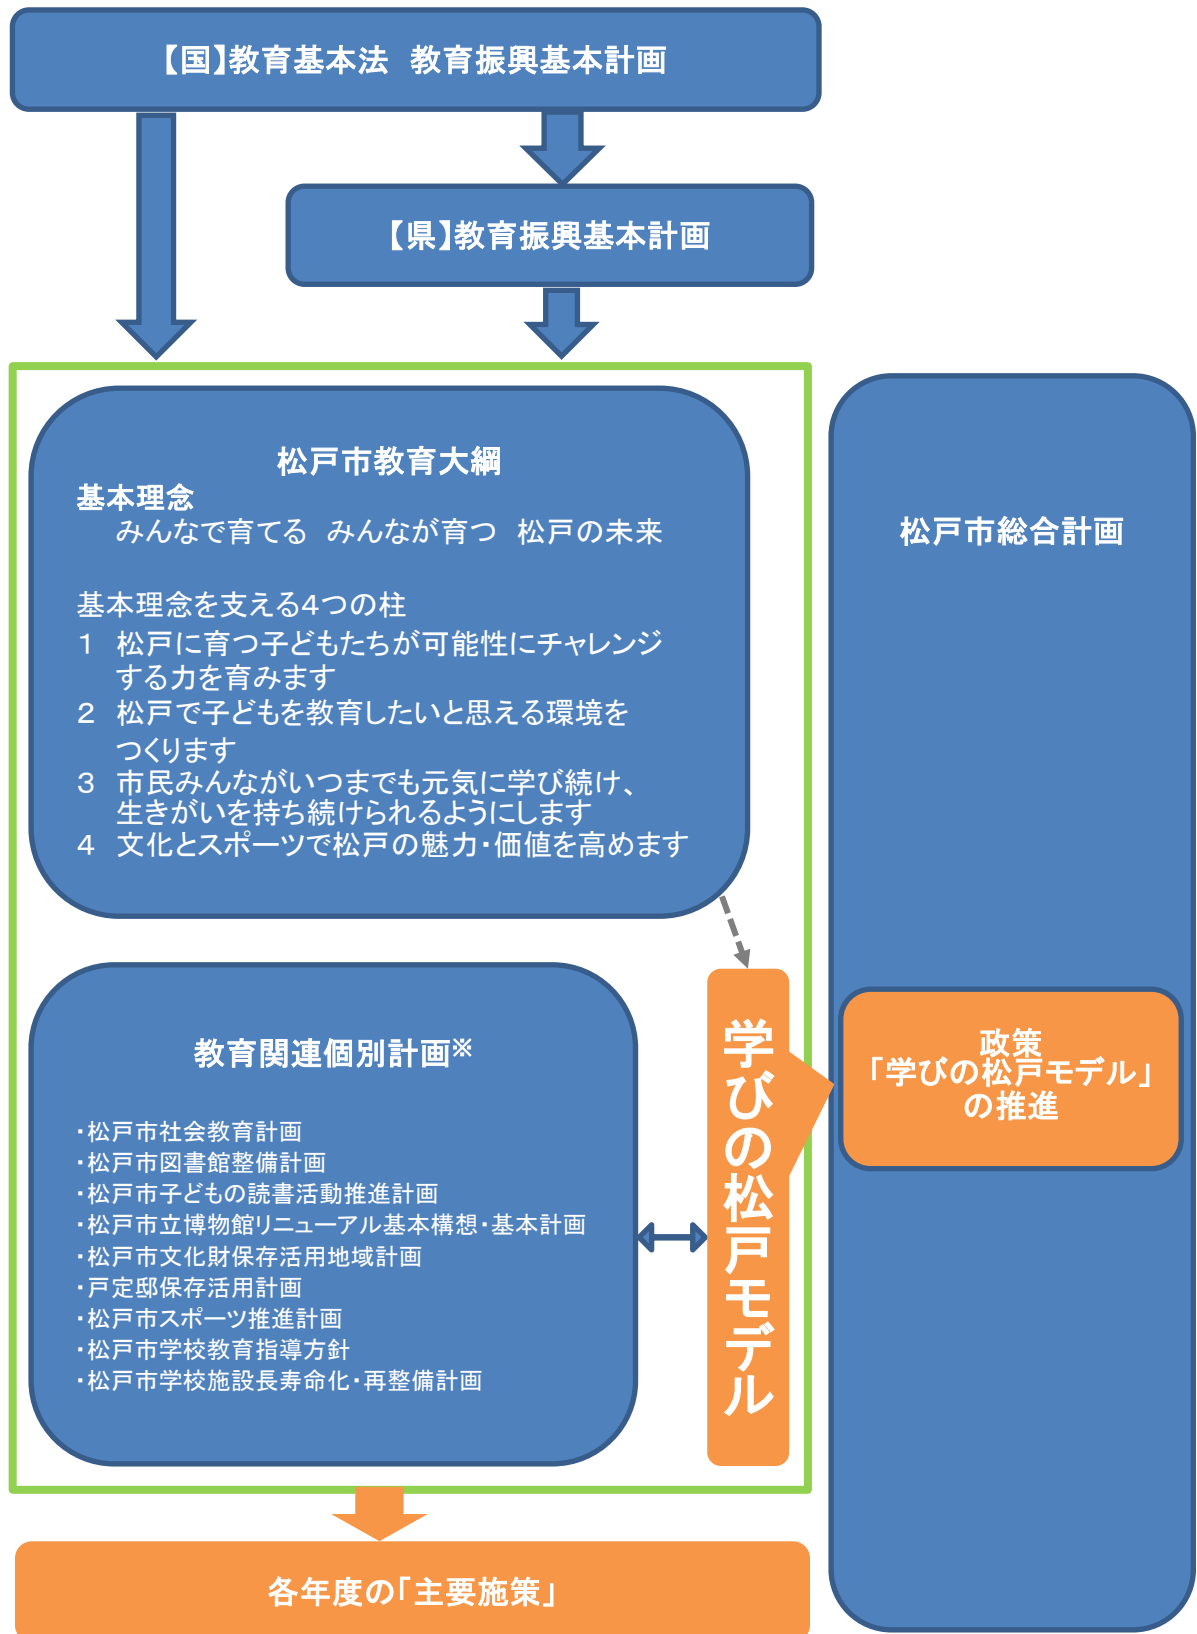 【国】教育基本法　教育振興基本計画
【県】教育振興基本計画
松戸市教育大綱
基本理念
みんなで育てる　みんなが育つ　松戸の未来
基本理念を支える４つの柱
１　松戸に育つ子どもたちが可能性にチャレンジ
する力を育みます
２　松戸で子どもを教育したいと思える環境を
つくります
３　市民みんながいつまでも元気に学び続け、
生きがいを持ち続けられるようにします
４　文化とスポーツで松戸の魅力・価値を高めます
松戸市総合計画
教育関連個別計画※
・松戸市社会教育計画
・松戸市図書館整備計画
・松戸市子どもの読書活動推進計画
・松戸市立博物館リニューアル基本構想・基本計画
・松戸市文化財保存活用地域計画
・戸定邸保存活用計画
・松戸市スポーツ推進計画
・松戸市学校教育指導方針
・松戸市学校施設長寿命化・再整備計画
学びの松戸モデル
政策
「学びの松戸モデル」
の推進
各年度の「主要施策」